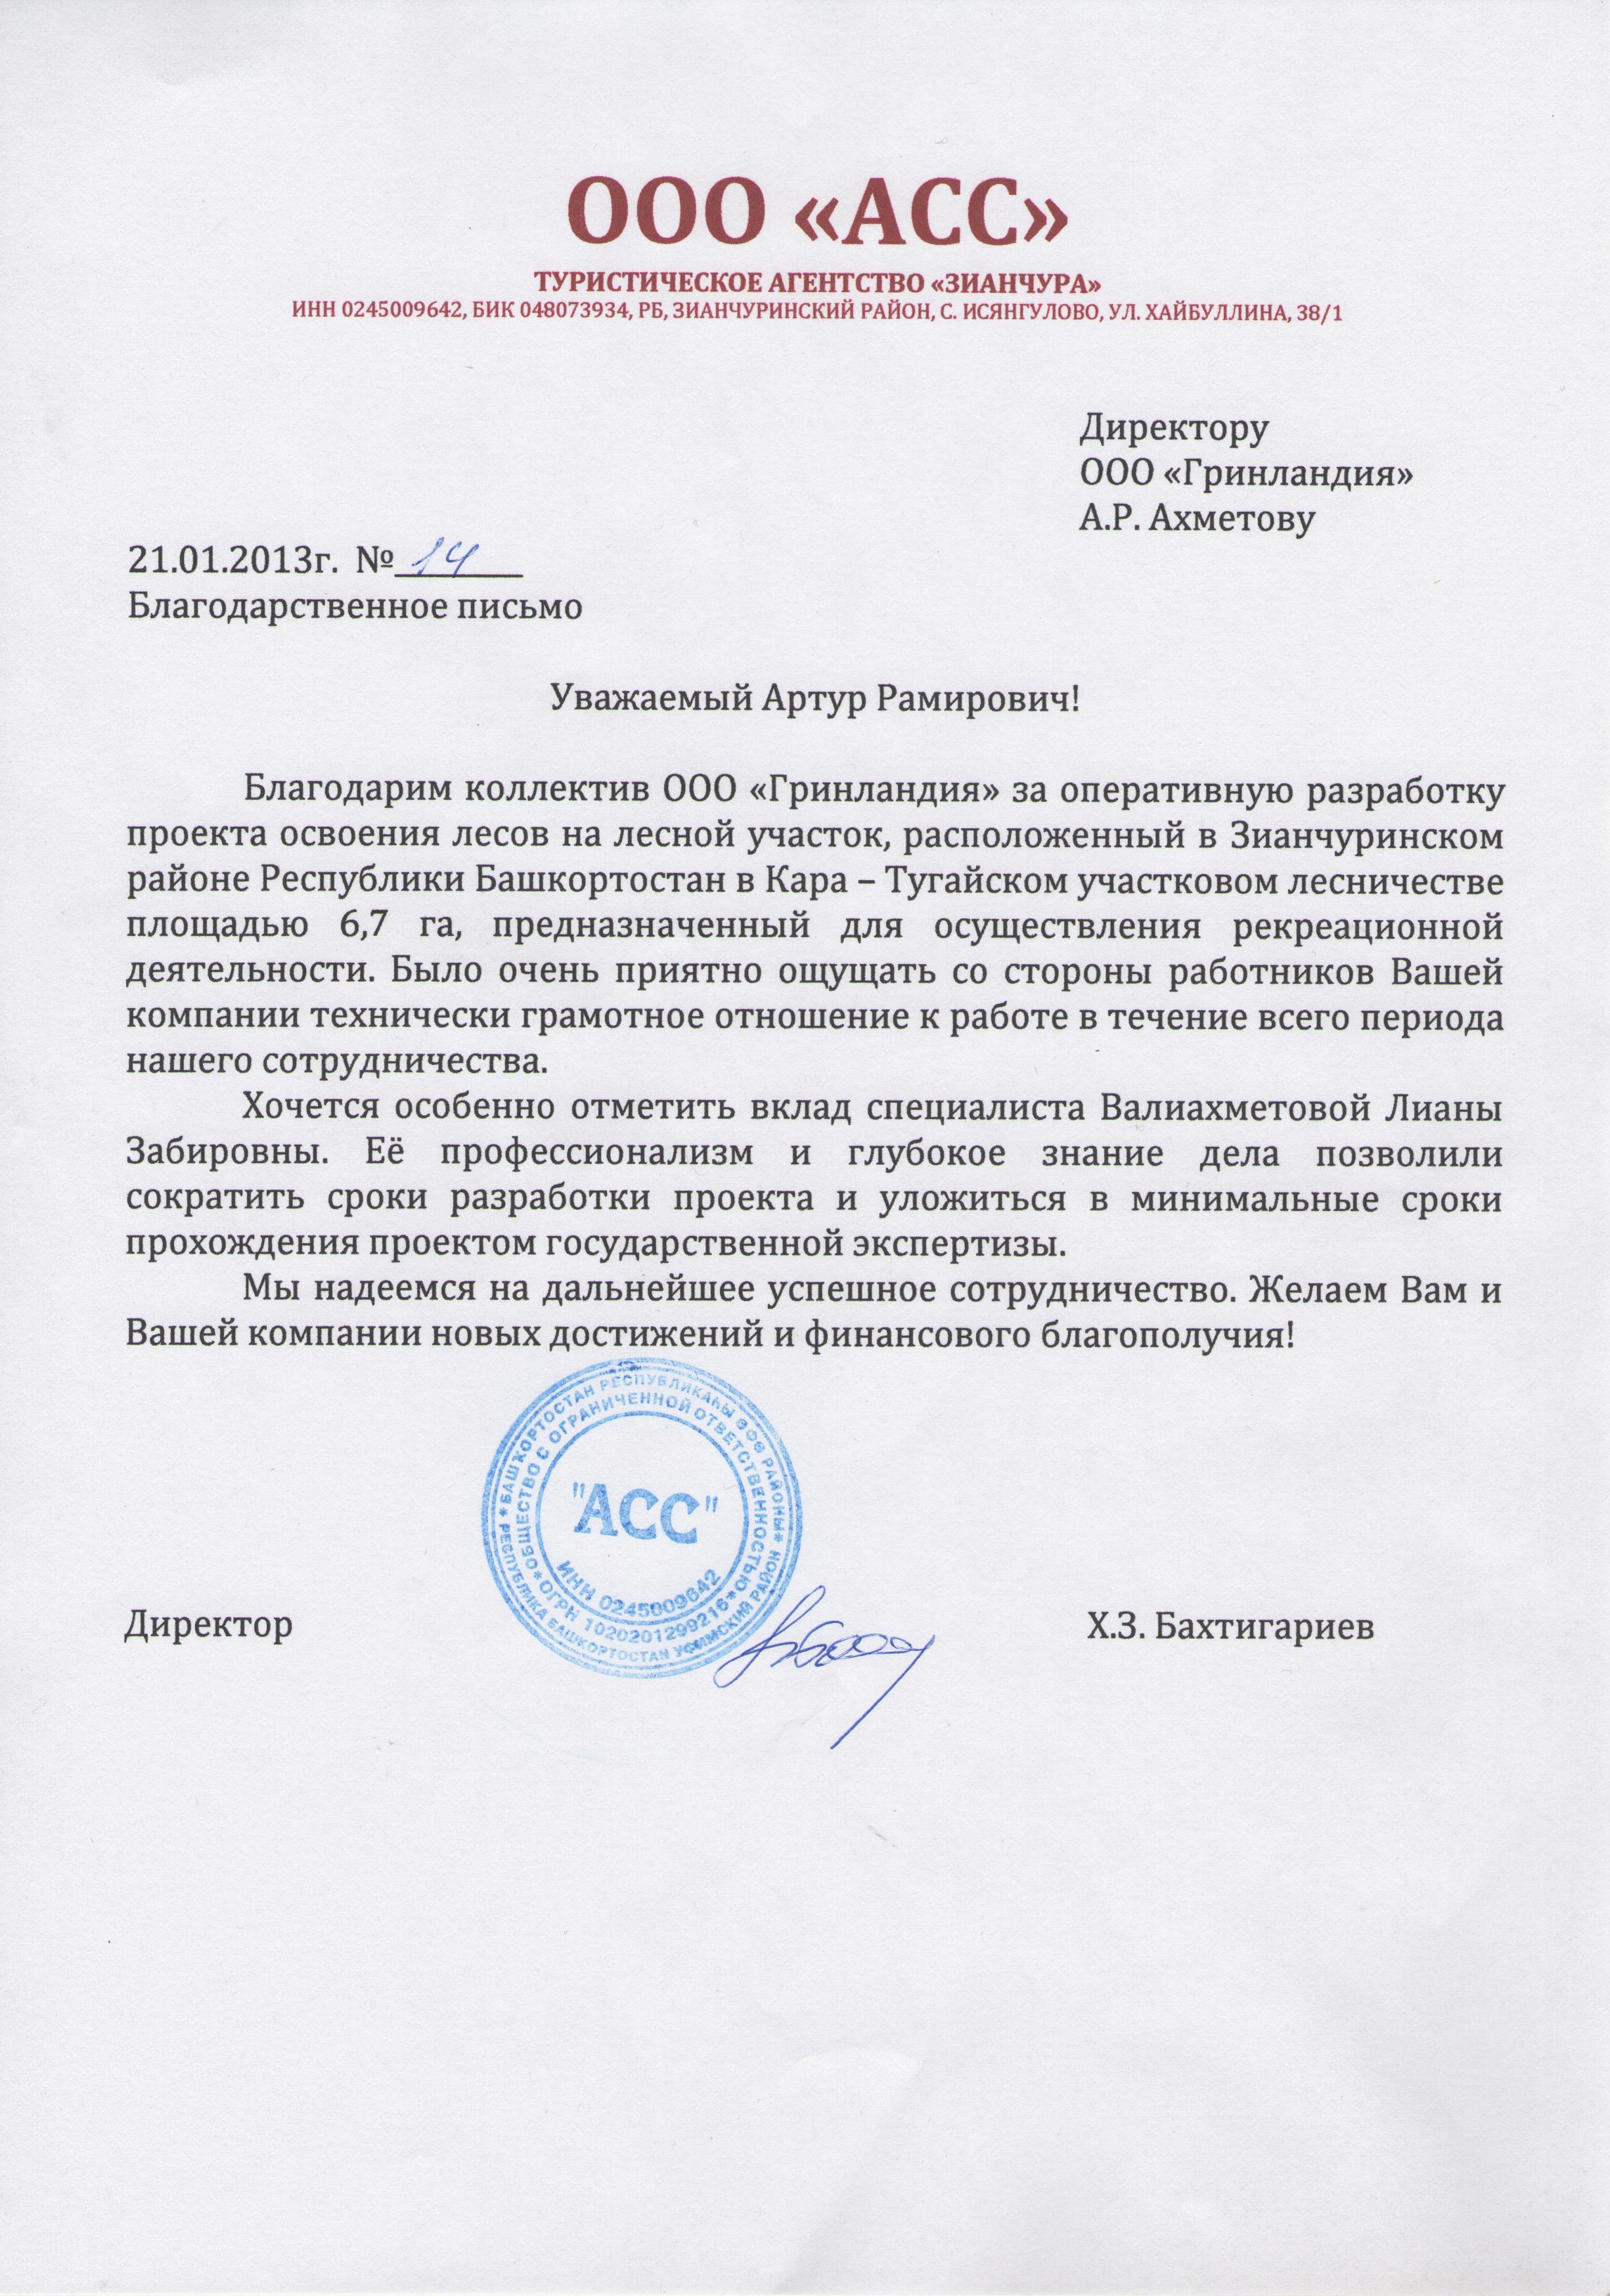 ООО «АСС»
ТУРИСТИЧЕСКОЕ АГЕНТСТВО «ЗИАНЧУРА»
ИНН 0245009642, БИК 048073934, РБ, ЗИАНЧУРИНСКИЙ РАЙОН, С. ИСЯНГУЛОВО, УЛ. ХАЙБУЛЛИНА, 38/1
Директору
ООО «Гринландия»
А.Р. Ахметову
21.01.2013г. № 14
Благодарственное письмо
Уважаемый Артур Рамирович!
Благодарим коллектив ООО «Гринландия» за оперативную разработку
проекта освоения лесов на лесной участок, расположенный в Зианчуринском
районе Республики Башкортостан в Кара – Тугайском участковом лесничестве
площадью 6,7 га, предназначенный для осуществления рекреационной
деятельности. Было очень приятно ощущать со стороны работников Вашей
компании технически грамотное отношение к работе в течение всего периода
нашего сотрудничества.
Хочется особенно отметить вклад специалиста Валиахметовой Лианы
Забировны. Её профессионализм и глубокое знание дела позволили
сократить сроки разработки проекта и уложиться в минимальные сроки
прохождения проектом государственной экспертизы.
Мы надеемся на дальнейшее успешное сотрудничество. Желаем Вам и
Вашей компании новых достижений и финансового благополучия!
БАШҠОРТОСТАН РЕСПУБЛИКАҺЫ ӨФӨ РАЙОНЫ
РЕСПУБЛИКА БАШКОРТОСТАН УФИМСКИЙ РАЙОН
ОБЩЕСТВО С ОГРАНИЧЕННОЙ ОТВЕТСТВЕННОСТЬЮ
ОГРН 1020201299216
"АСС"
ИНН 0245009642
Директор
Х.З. Бахтигариев